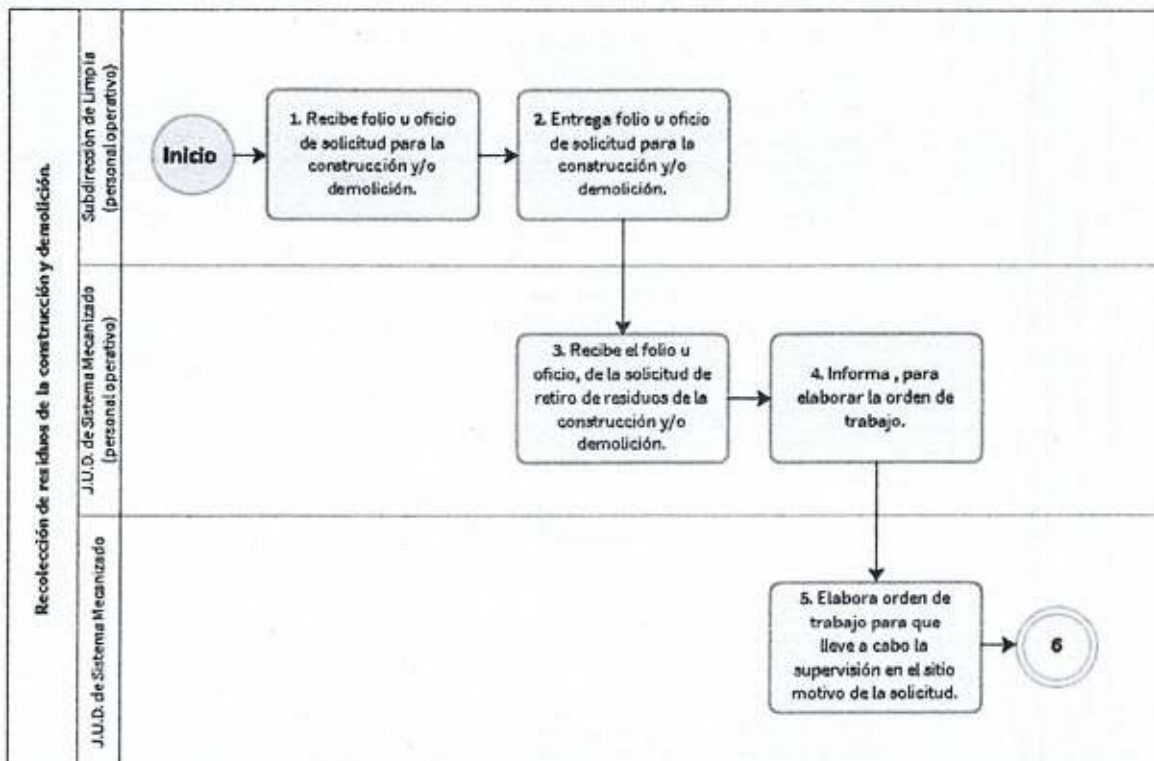 Recolección de residuos de la construcción y demolición.
Subdirección de Limpia
(personal operativo)
Inicio
1. Recibe folio u oficio
de solicitud para la
construcción y/o
demolición.
2. Entrega folio u oficio
de solicitud para la
construcción y/o
demolición.
J.U.D. de Sistema Mecanizado
(personal operativo)
3. Recibe el folio u
oficio, de la solicitud de
retiro de residuos de la
construcción y/o
demolición.
4. Informa , para
elaborar la orden de
trabajo.
J.U.D. de Sistema Mecanizado
5. Elabora orden de
trabajo para que
lleve a cabo la
supervisión en el sitio
motivo de la solicitud.
6